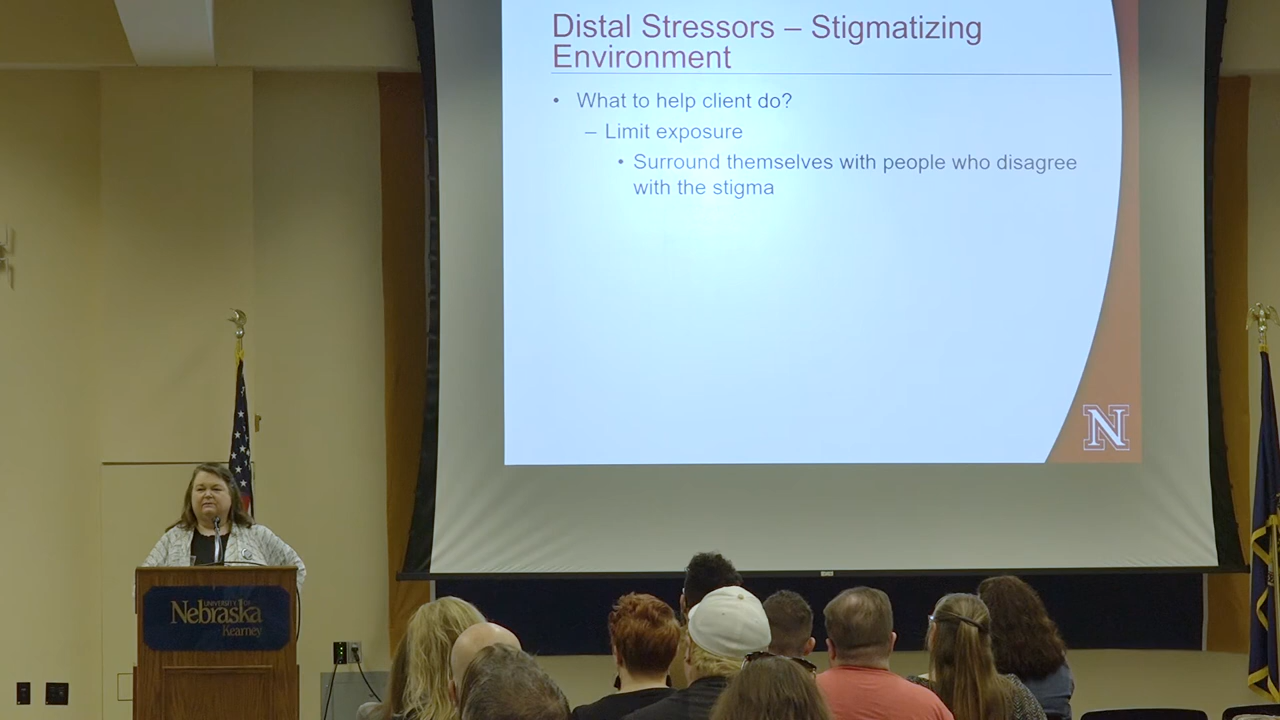 Distal Stressors – Stigmatizing
Environment
• What to help client do?
– Limit exposure
• Surround themselves with people who disagree
with the stigma
N
UNIVERSITY OF
Nebraska
Kearney